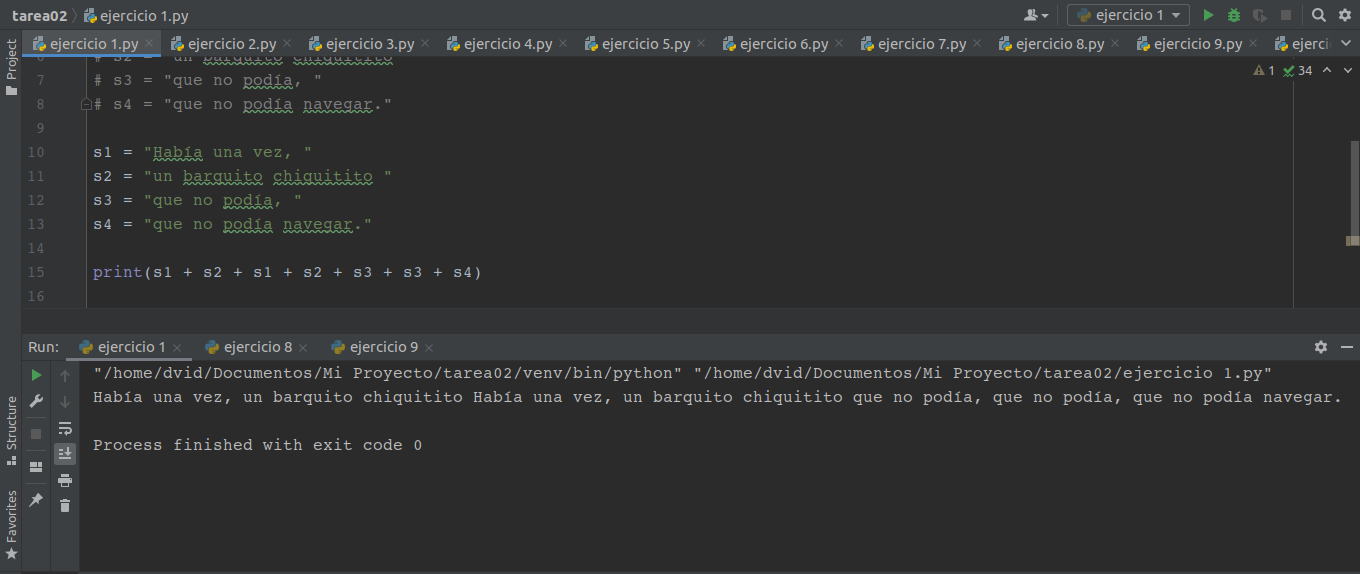 tarea02 ejercicio 1.py ejercicio 1
ejercicio 1.py ejercicio 2.py ejercicio 3.py ejercicio 4.py ejercicio 5.py ejercicio 6.py ejercicio 7.py ejercicio 8.py ejercicio 9.py ejerci
Project
6 # s2 = "un barquito chiquitito
1 34
7 # s3 = "que no podía, "
8 # s4 = "que no podía navegar."
9
10 s1 = "Había una vez, "
11 s2 = "un barquito chiquitito "
12 s3 = "que no podía, "
13 s4 = "que no podía navegar."
14
15 print(s1 + s2 + s1 + s2 + s3 + s3 + s4)
16
Run: ejercicio 1 ejercicio 8 ejercicio 9
"/home/dvid/Documentos/Mi Proyecto/tarea02/venv/bin/python" "/home/dvid/Documentos/Mi Proyecto/tarea02/ejercicio 1.py"
Había una vez, un barquito chiquitito Había una vez, un barquito chiquitito que no podía, que no podía, que no podía navegar.
Process finished with exit code 0
Structure
Favorites